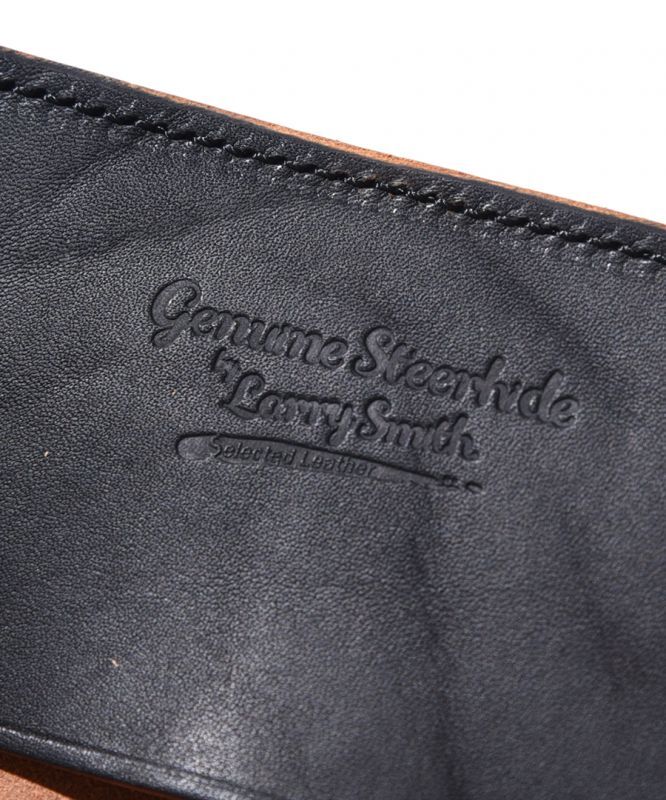 Genuine Steerhide
by
Larry Smith
Selected Leather